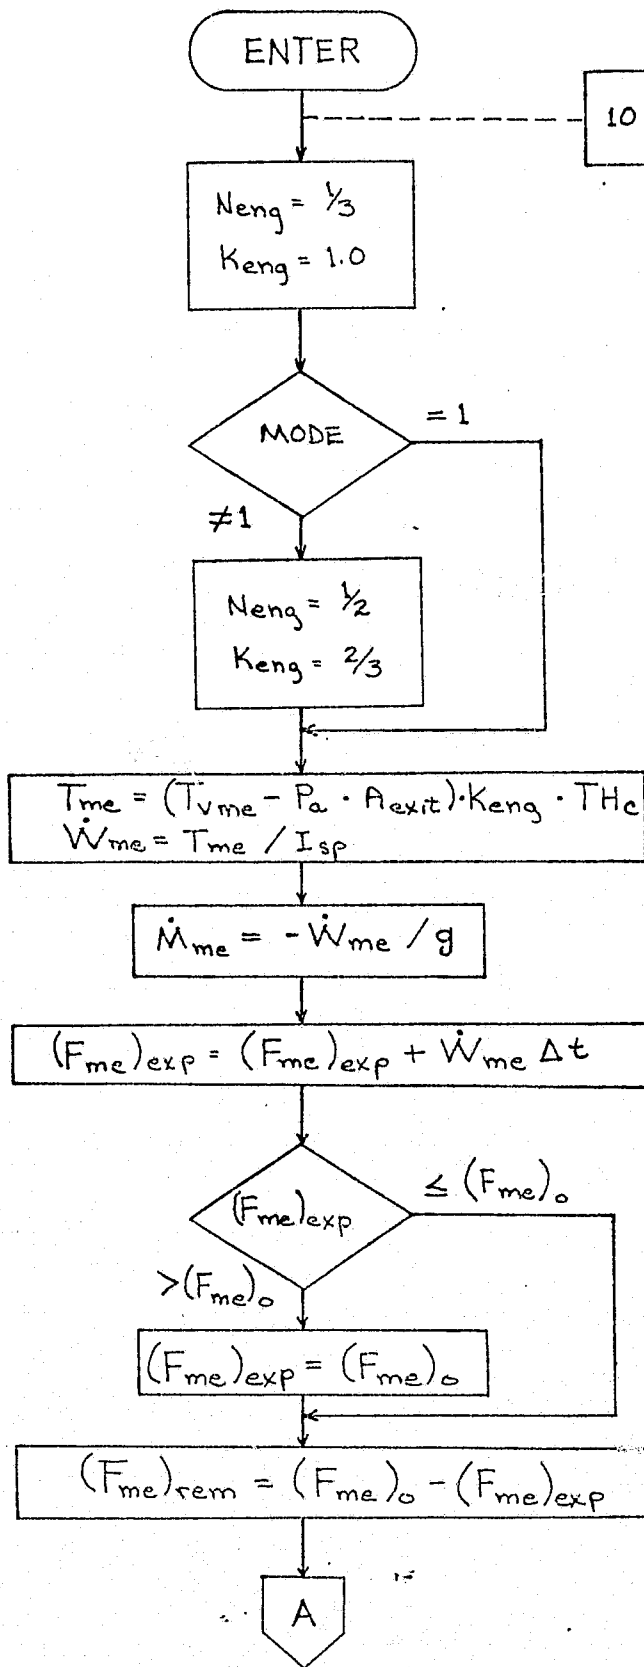 ENTER
10
Neng = 1/3
Keng = 1.0
MODE
= 1
≠1
Neng = 1/2
Keng = 2/3
Tme = (Tvme - Pa · Aexit)·Keng · THc
Ẇme = Tme / Isp
Ṁme = -Ẇme / g
(Fme)exp = (Fme)exp + Ẇme Δt
(Fme)exp
≤ (Fme)o
>(Fme)o
(Fme)exp = (Fme)o
(Fme)rem = (Fme)o - (Fme)exp
A